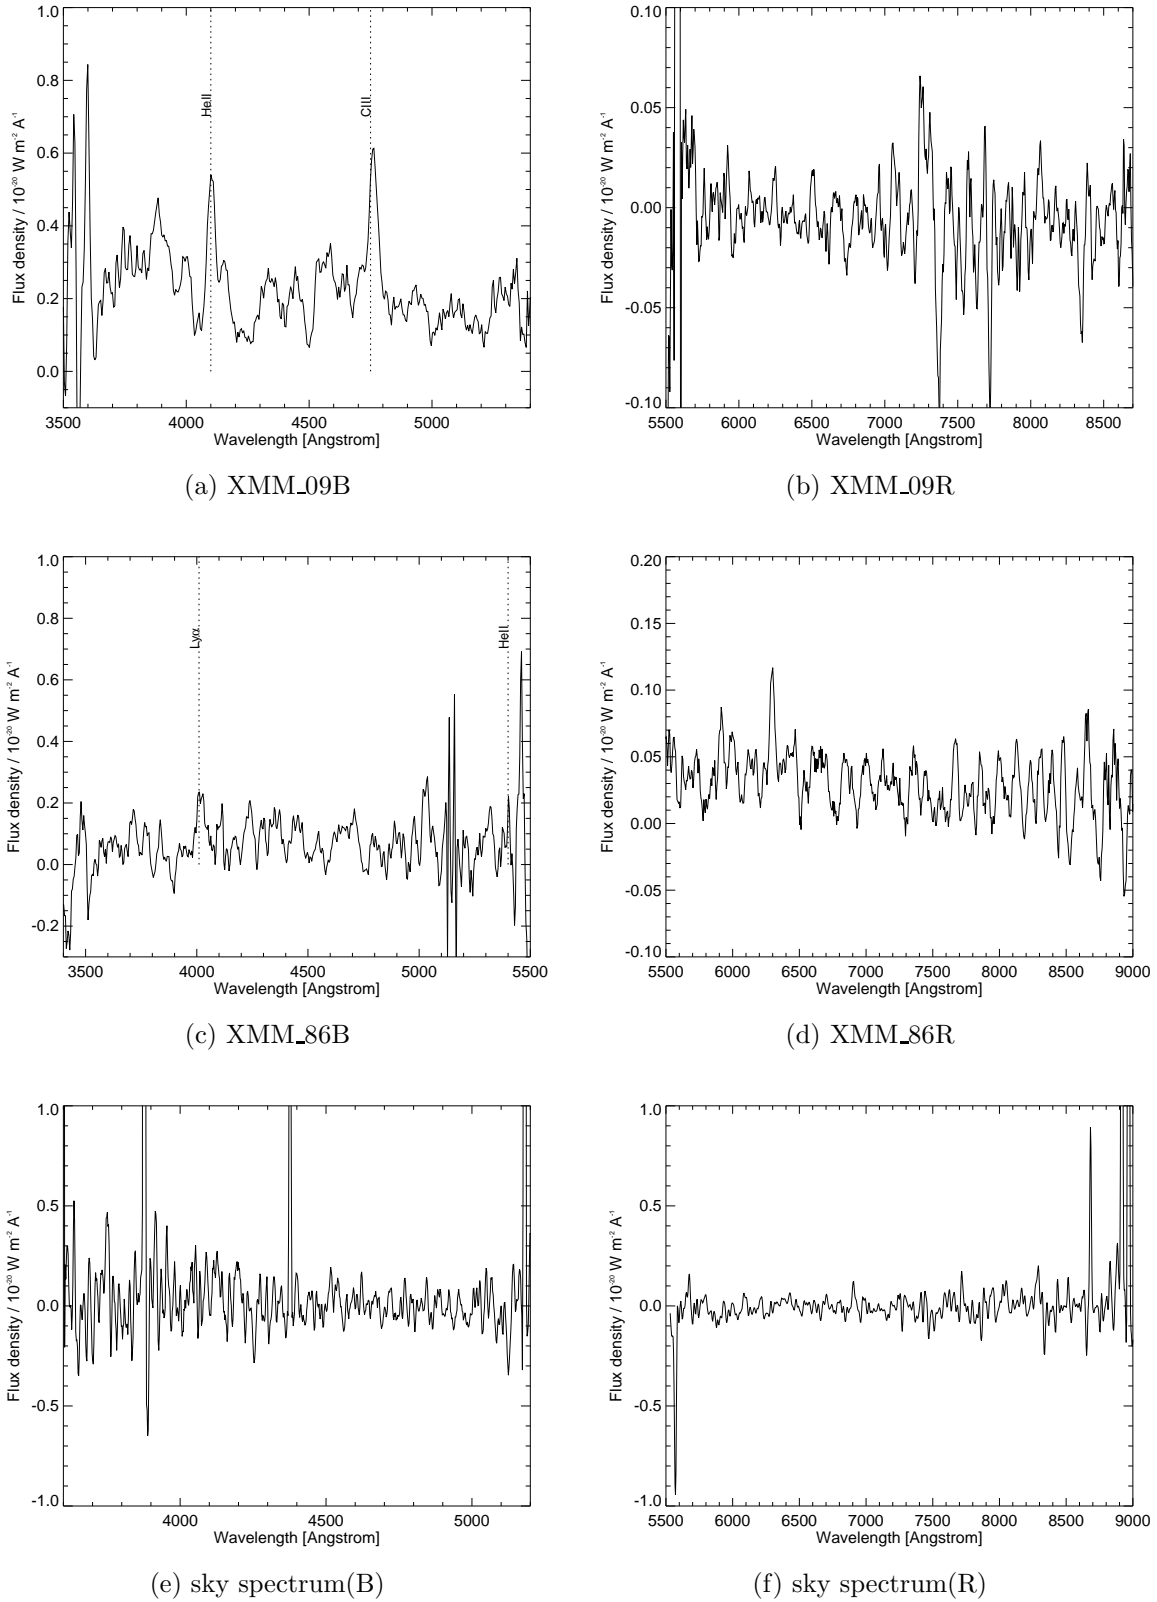 1.0
0.8
0.6
0.4
0.2
0.0
Flux density / 10⁻²⁰ W m⁻² A⁻¹
HeII
CIII
3500 4000 4500 5000
Wavelength [Angstrom]
(a) XMM_09B
0.10
0.05
0.00
-0.05
-0.10
Flux density / 10⁻²⁰ W m⁻² A⁻¹
5500 6000 6500 7000 7500 8000 8500
Wavelength [Angstrom]
(b) XMM_09R
1.0
0.8
0.6
0.4
0.2
0.0
-0.2
Flux density / 10⁻²⁰ W m⁻² A⁻¹
Lyα
HeII
3500 4000 4500 5000 5500
Wavelength [Angstrom]
(c) XMM_86B
0.20
0.15
0.10
0.05
0.00
-0.05
-0.10
Flux density / 10⁻²⁰ W m⁻² A⁻¹
5500 6000 6500 7000 7500 8000 8500 9000
Wavelength [Angstrom]
(d) XMM_86R
1.0
0.5
0.0
-0.5
-1.0
Flux density / 10⁻²⁰ W m⁻² A⁻¹
4000 4500 5000
Wavelength [Angstrom]
(e) sky spectrum(B)
1.0
0.5
0.0
-0.5
-1.0
Flux density / 10⁻²⁰ W m⁻² A⁻¹
5500 6000 6500 7000 7500 8000 8500 9000
Wavelength [Angstrom]
(f) sky spectrum(R)